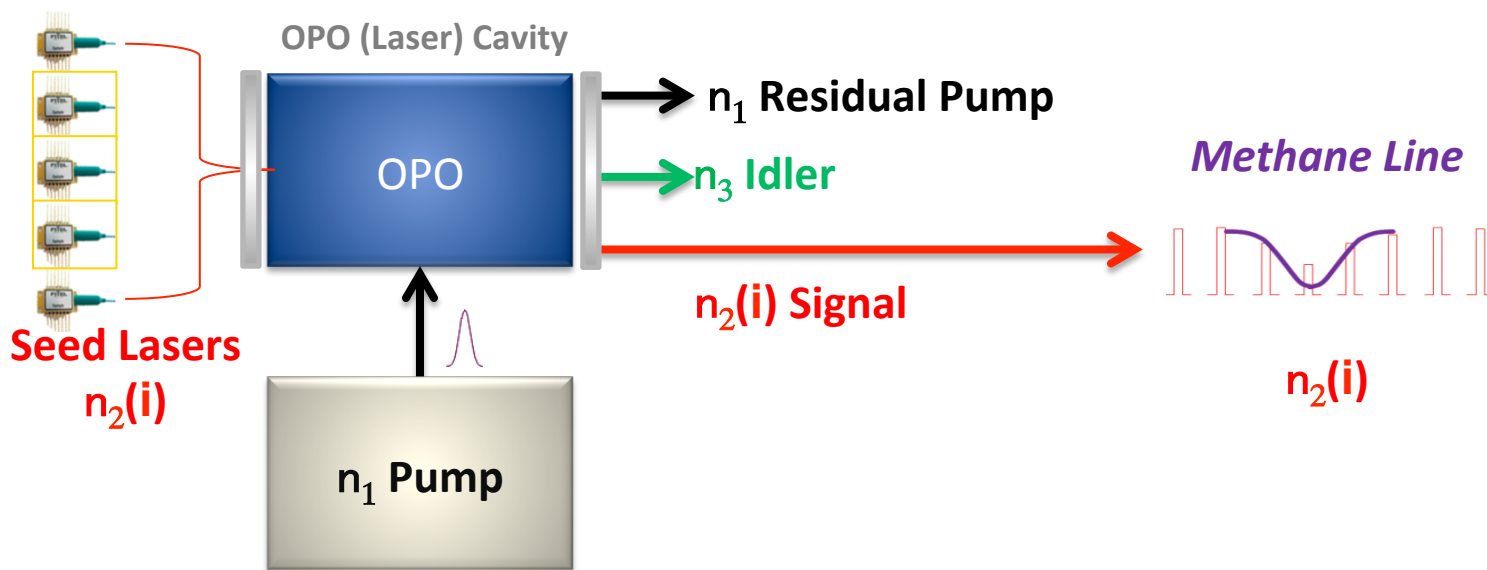 OPO (Laser) Cavity
OPO
n₁ Residual Pump
n₃ Idler
n₂(i) Signal
Methane Line
n₂(i)
Seed Lasers
n₂(i)
n₁ Pump